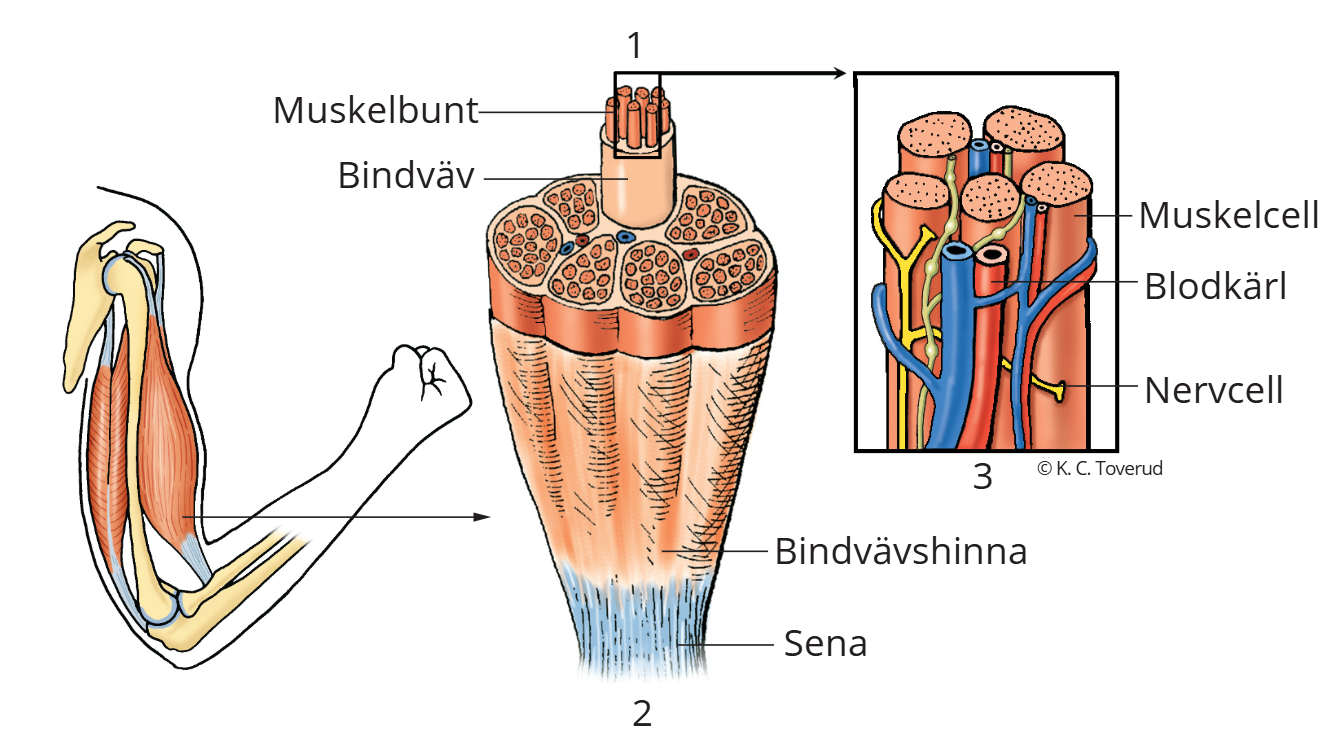 1
Muskelbunt
Bindväv
Muskelcell
Blodkärl
Nervcell
© K. C. Toverud
3
Bindvävshinna
Sena
2